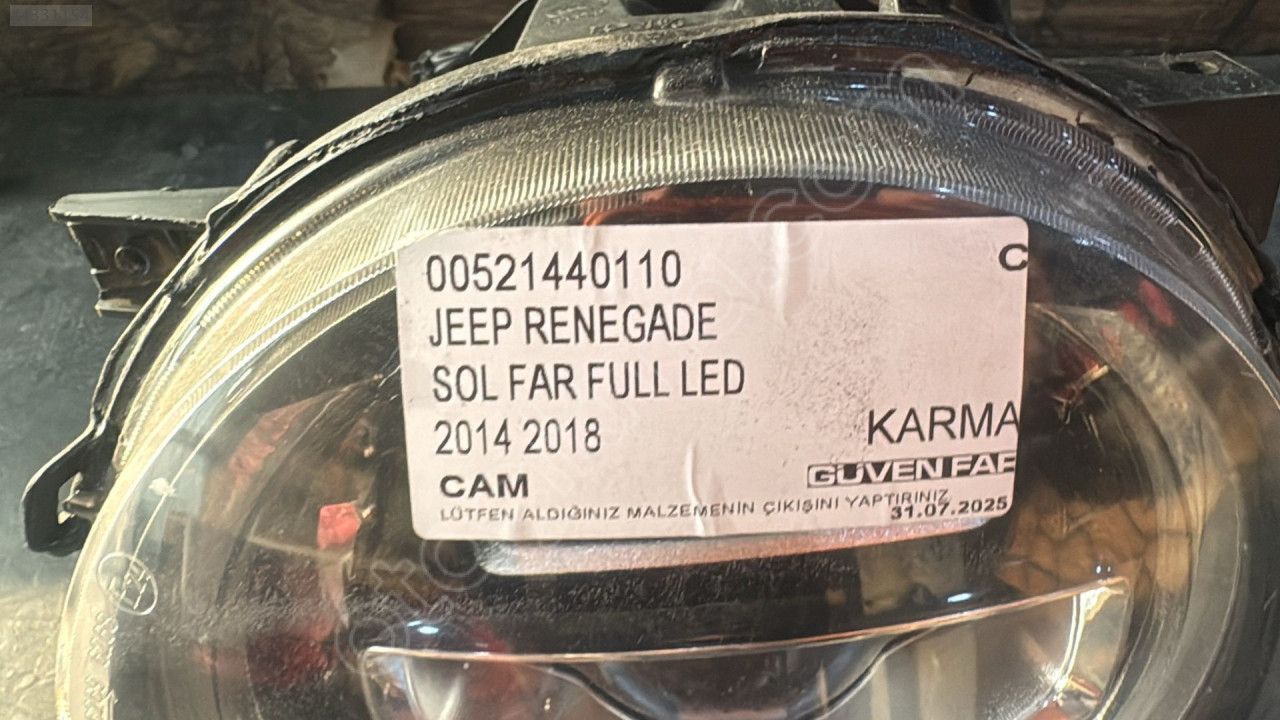 00521440110
C
JEEP RENEGADE
SOL FAR FULL LED
2014 2018
KARMA
CAM
GÜVEN FAR
LÜTFEN ALDIĞINIZ MALZEMENİN ÇIKIŞINI YAPTIRINIZ
31.07.2025